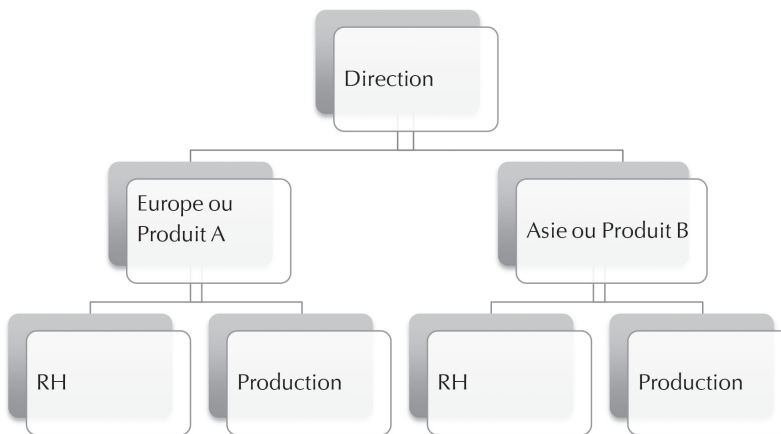 Direction
Europe ou
Produit A
Asie ou Produit B
RH
Production
RH
Production